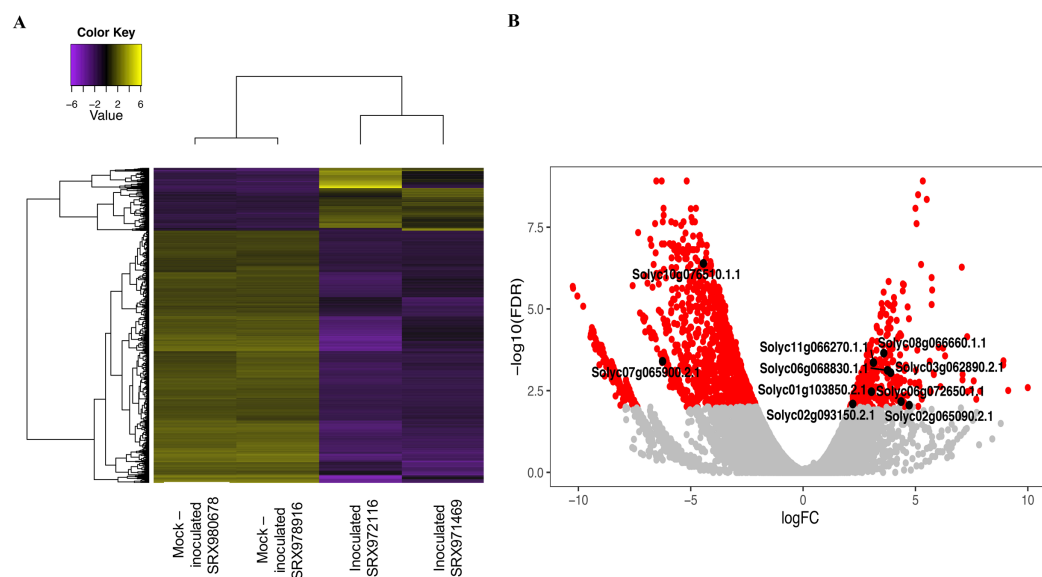 A
B
Color Key
−6 −2 2 6
Value
Mock –
inoculated
SRX980678
Mock –
inoculated
SRX978916
Inoculated
SRX972116
Inoculated
SRX971469
−log10(FDR)
7.5
5.0
2.5
0.0
Solyc10g076510.1.1
Solyc07g065900.2.1
Solyc11g066270.1.1
Solyc08g066660.1.1
Solyc06g068830.1.1
Solyc03g062890.2.1
Solyc01g103850.2.1
Solyc06g072650.1.1
Solyc02g093150.2.1
Solyc02g065090.2.1
−10 −5 0 5 10
logFC